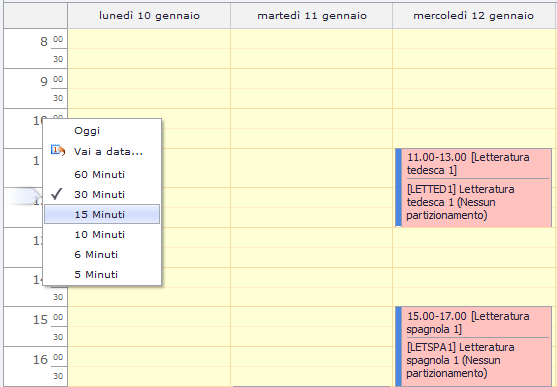 lunedì 10 gennaio
martedì 11 gennaio
mercoledì 12 gennaio
8 00
30
9 00
30
10
1
1
13
14
30
15 00
30
16 00
30
Oggi
Vai a data...
60 Minuti
30 Minuti
15 Minuti
10 Minuti
6 Minuti
5 Minuti
11.00-13.00 [Letteratura
tedesca 1]
[LETTED1] Letteratura
tedesca 1 (Nessun
partizionamento)
15.00-17.00 [Letteratura
spagnola 1]
[LETSPA1] Letteratura
spagnola 1 (Nessun
partizionamento)